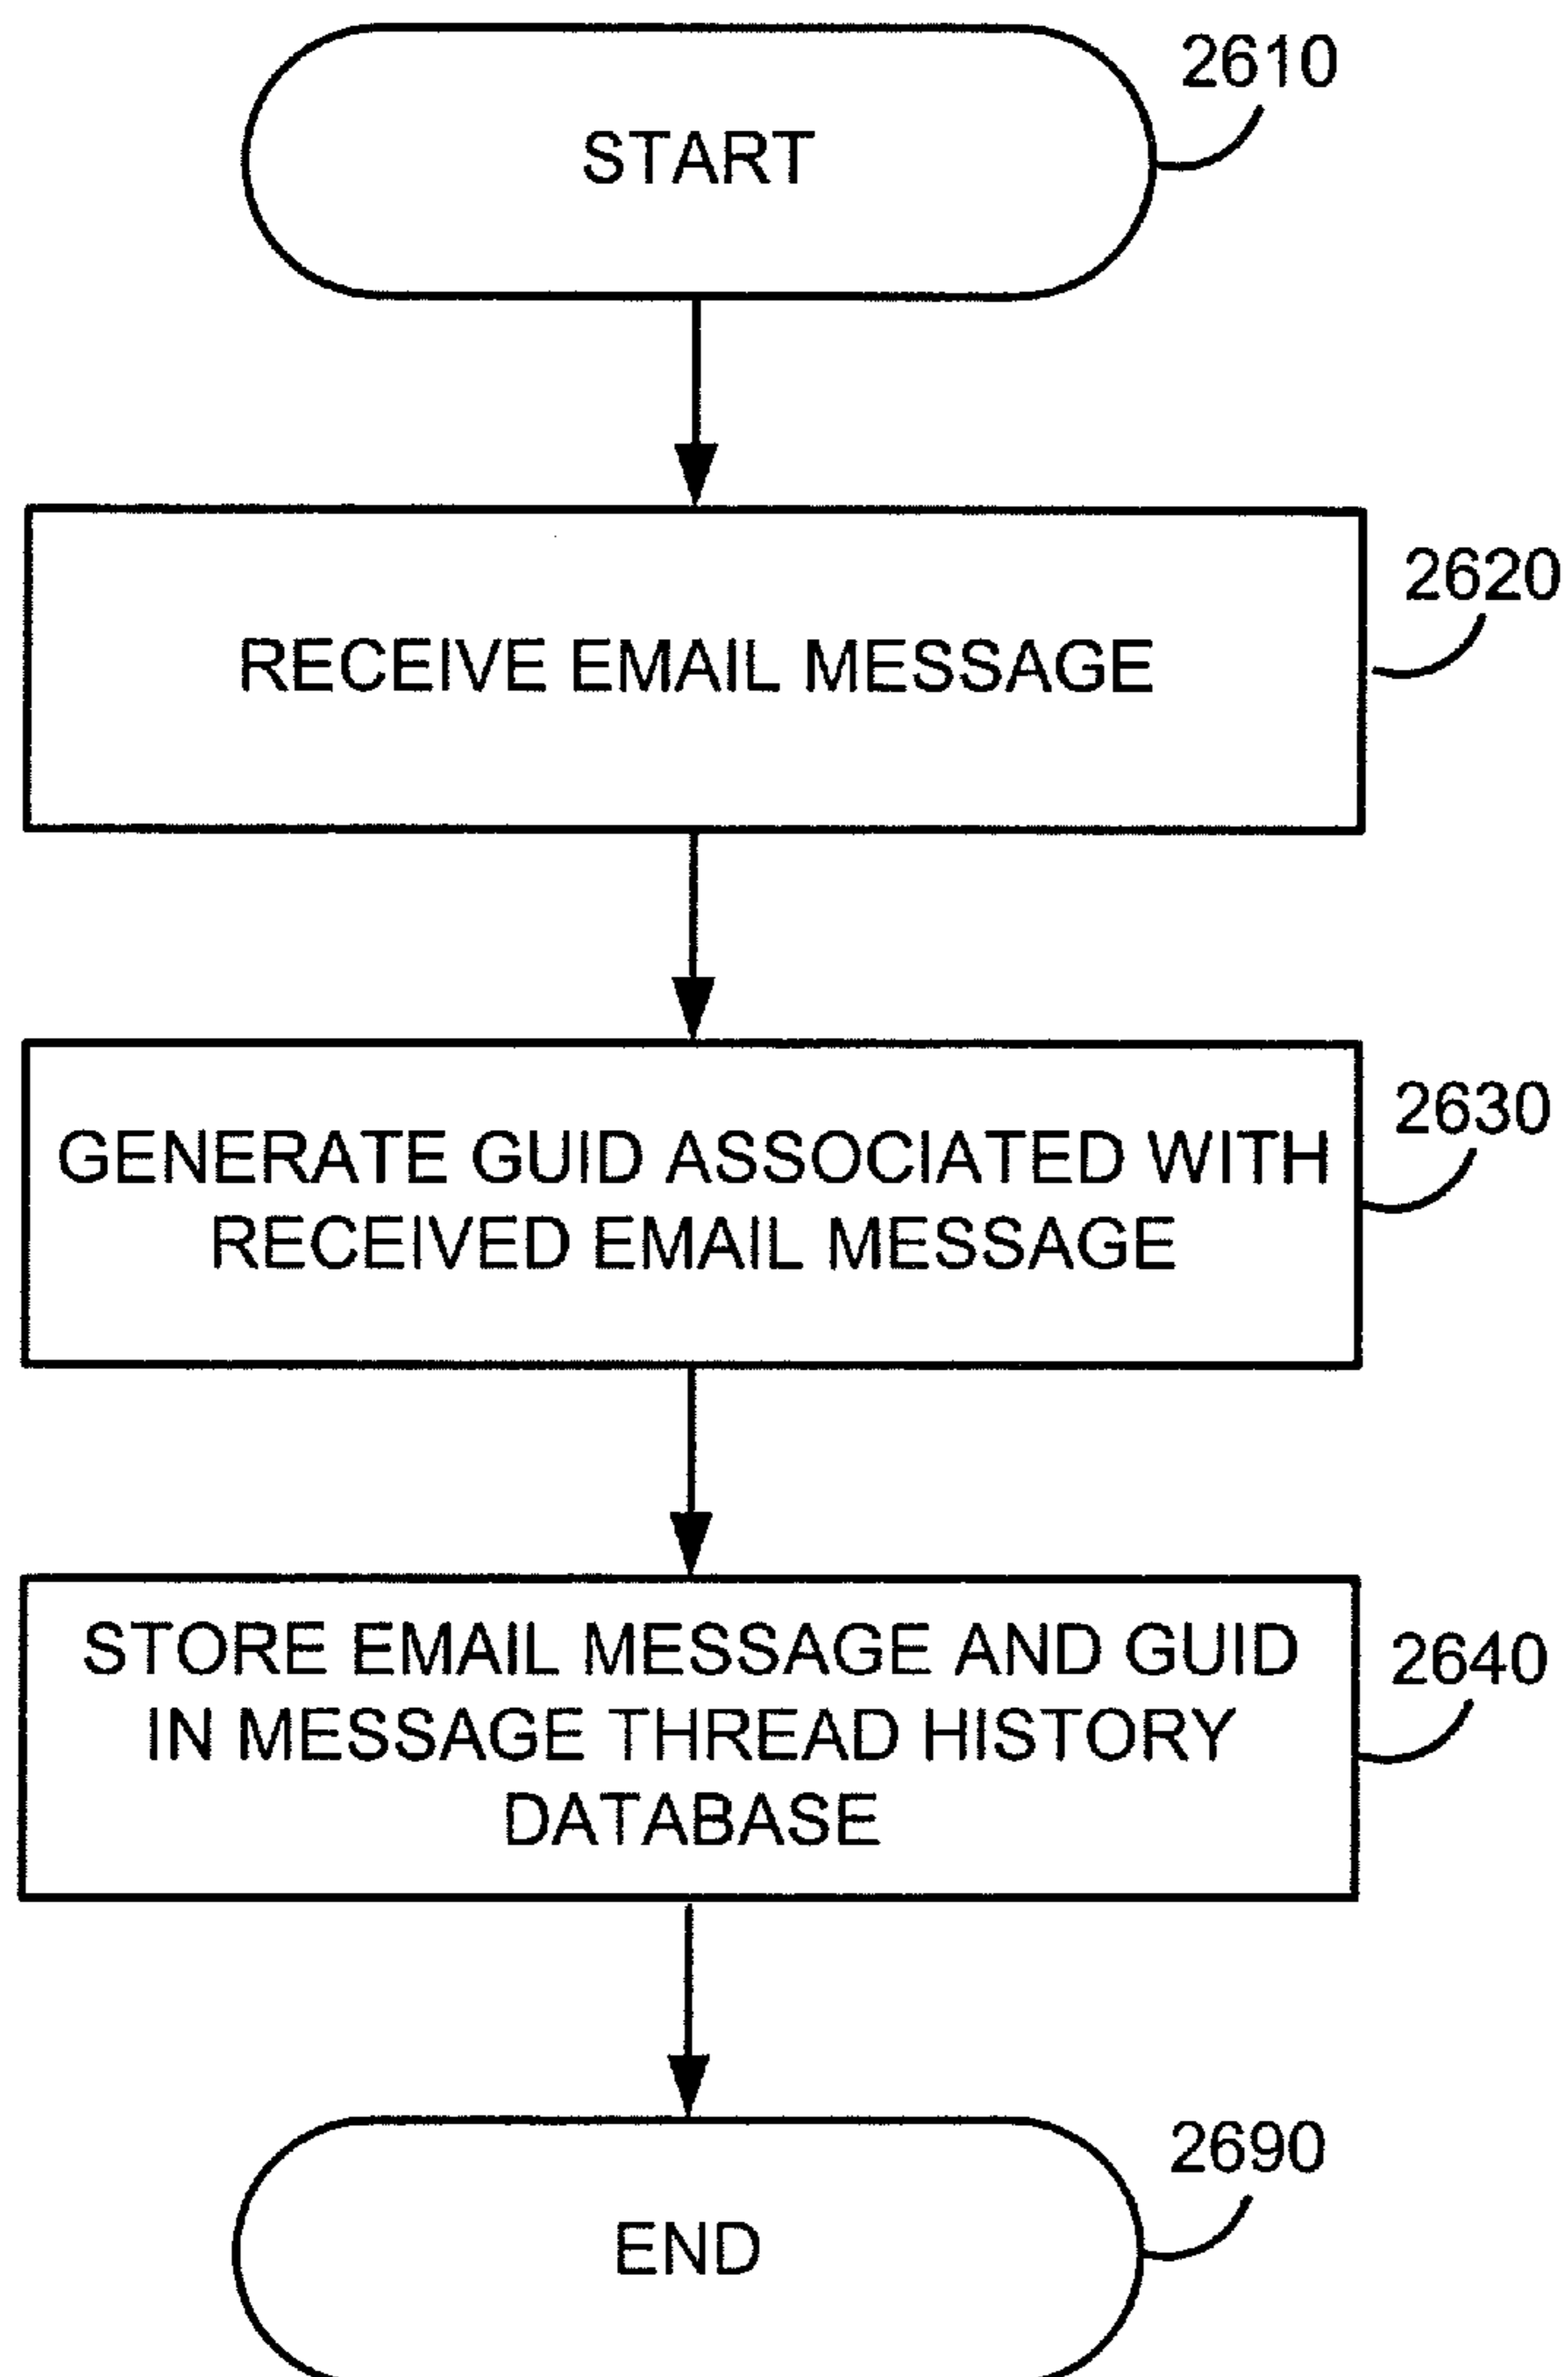 START
2610
RECEIVE EMAIL MESSAGE
2620
GENERATE GUID ASSOCIATED WITH
RECEIVED EMAIL MESSAGE
2630
STORE EMAIL MESSAGE AND GUID
IN MESSAGE THREAD HISTORY
DATABASE
2640
END
2690